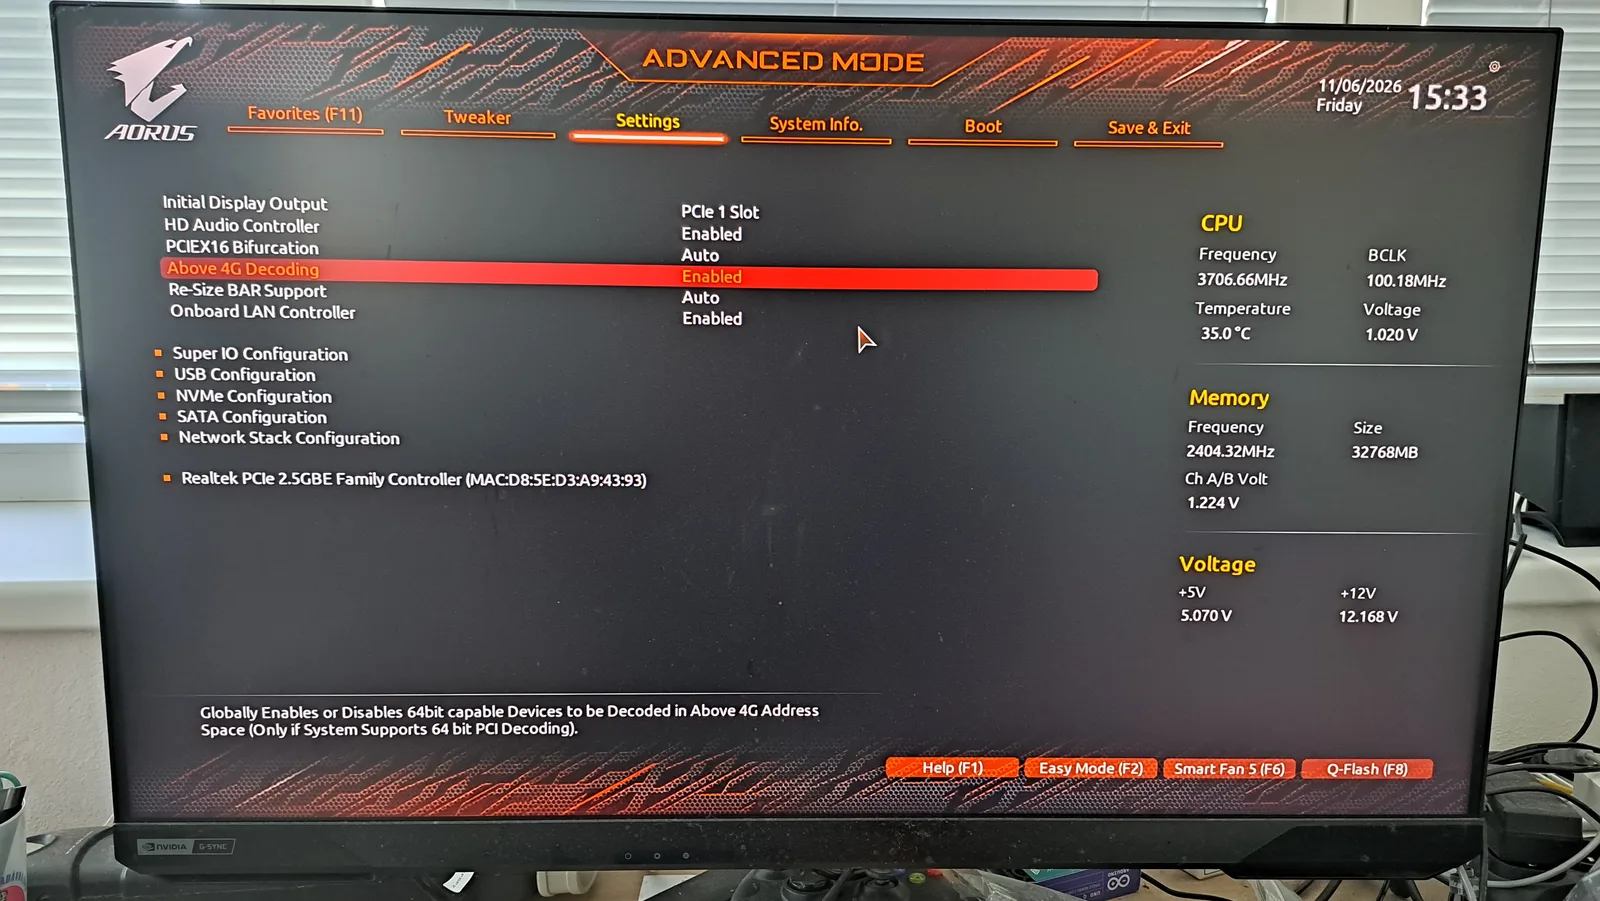 ADVANCED MODE
11/06/2026
Friday
15:33
AORUS
Favorites (F11)
Tweaker
Settings
System Info.
Boot
Save & Exit
Initial Display Output
PCIe 1 Slot
HD Audio Controller
Enabled
PCIEX16 Bifurcation
Auto
Above 4G Decoding
Enabled
Re-Size BAR Support
Auto
Onboard LAN Controller
Enabled
Super IO Configuration
USB Configuration
NVMe Configuration
SATA Configuration
Network Stack Configuration
Realtek PCIe 2.5GBE Family Controller (MAC:D8:5E:D3:A9:43:93)
CPU
Frequency
BCLK
3706.66MHz
100.18MHz
Temperature
Voltage
35.0 °C
1.020 V
Memory
Frequency
Size
2404.32MHz
32768MB
Ch A/B Volt
1.224 V
Voltage
+5V
+12V
5.070 V
12.168 V
Globally Enables or Disables 64bit capable Devices to be Decoded in Above 4G Address
Space (Only if System Supports 64 bit PCI Decoding).
Help (F1)
Easy Mode (F2)
Smart Fan 5 (F6)
Q-Flash (F8)
NVIDIA
G-SYNC